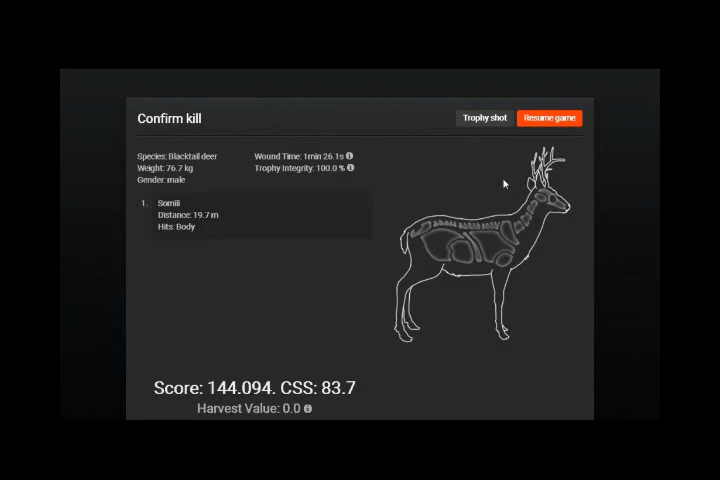 Confirm kill
Trophy shot
Resume game
Species: Blacktail deer
Wound Time: 1min 26.1s
Weight: 76.7 kg
Trophy Integrity: 100.0 %
Gender: male
1. Somiii
Distance: 19.7 m
Hits: Body
Score: 144.094. CSS: 83.7
Harvest Value: 0.0